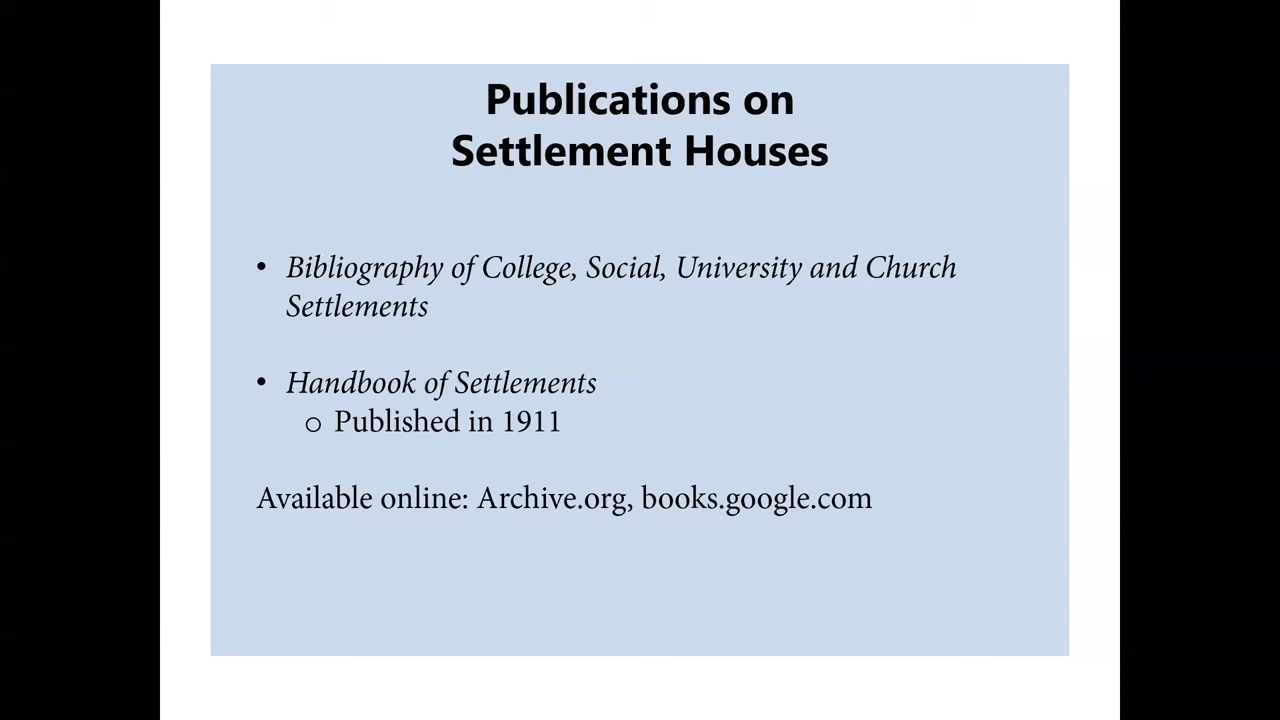 Publications on
Settlement Houses
• Bibliography of College, Social, University and Church
Settlements
• Handbook of Settlements
o Published in 1911
Available online: Archive.org, books.google.com